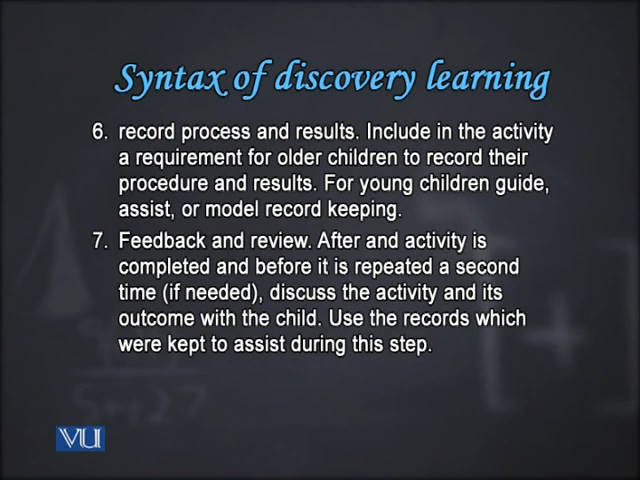 Syntax of discovery learning
6. record process and results. Include in the activity
a requirement for older children to record their
procedure and results. For young children guide,
assist, or model record keeping.
7. Feedback and review. After and activity is
completed and before it is repeated a second
time (if needed), discuss the activity and its
outcome with the child. Use the records which
were kept to assist during this step.
VU